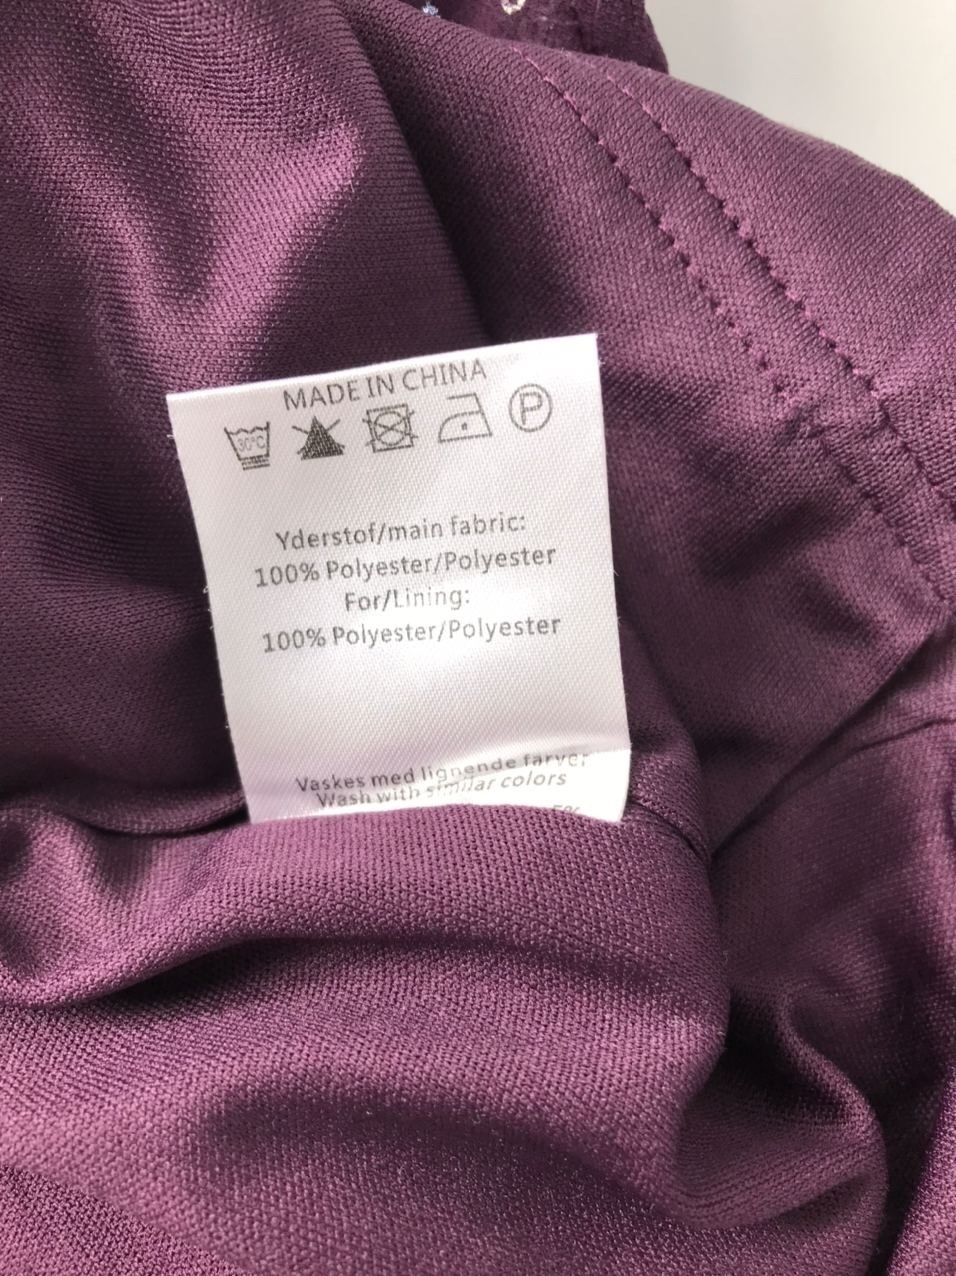 MADE IN CHINA
30°C
P
Yderstof/main fabric:
100% Polyester/Polyester
For/Lining:
100% Polyester/Polyester
Vaskes med lignende farver
Wash with similar colors